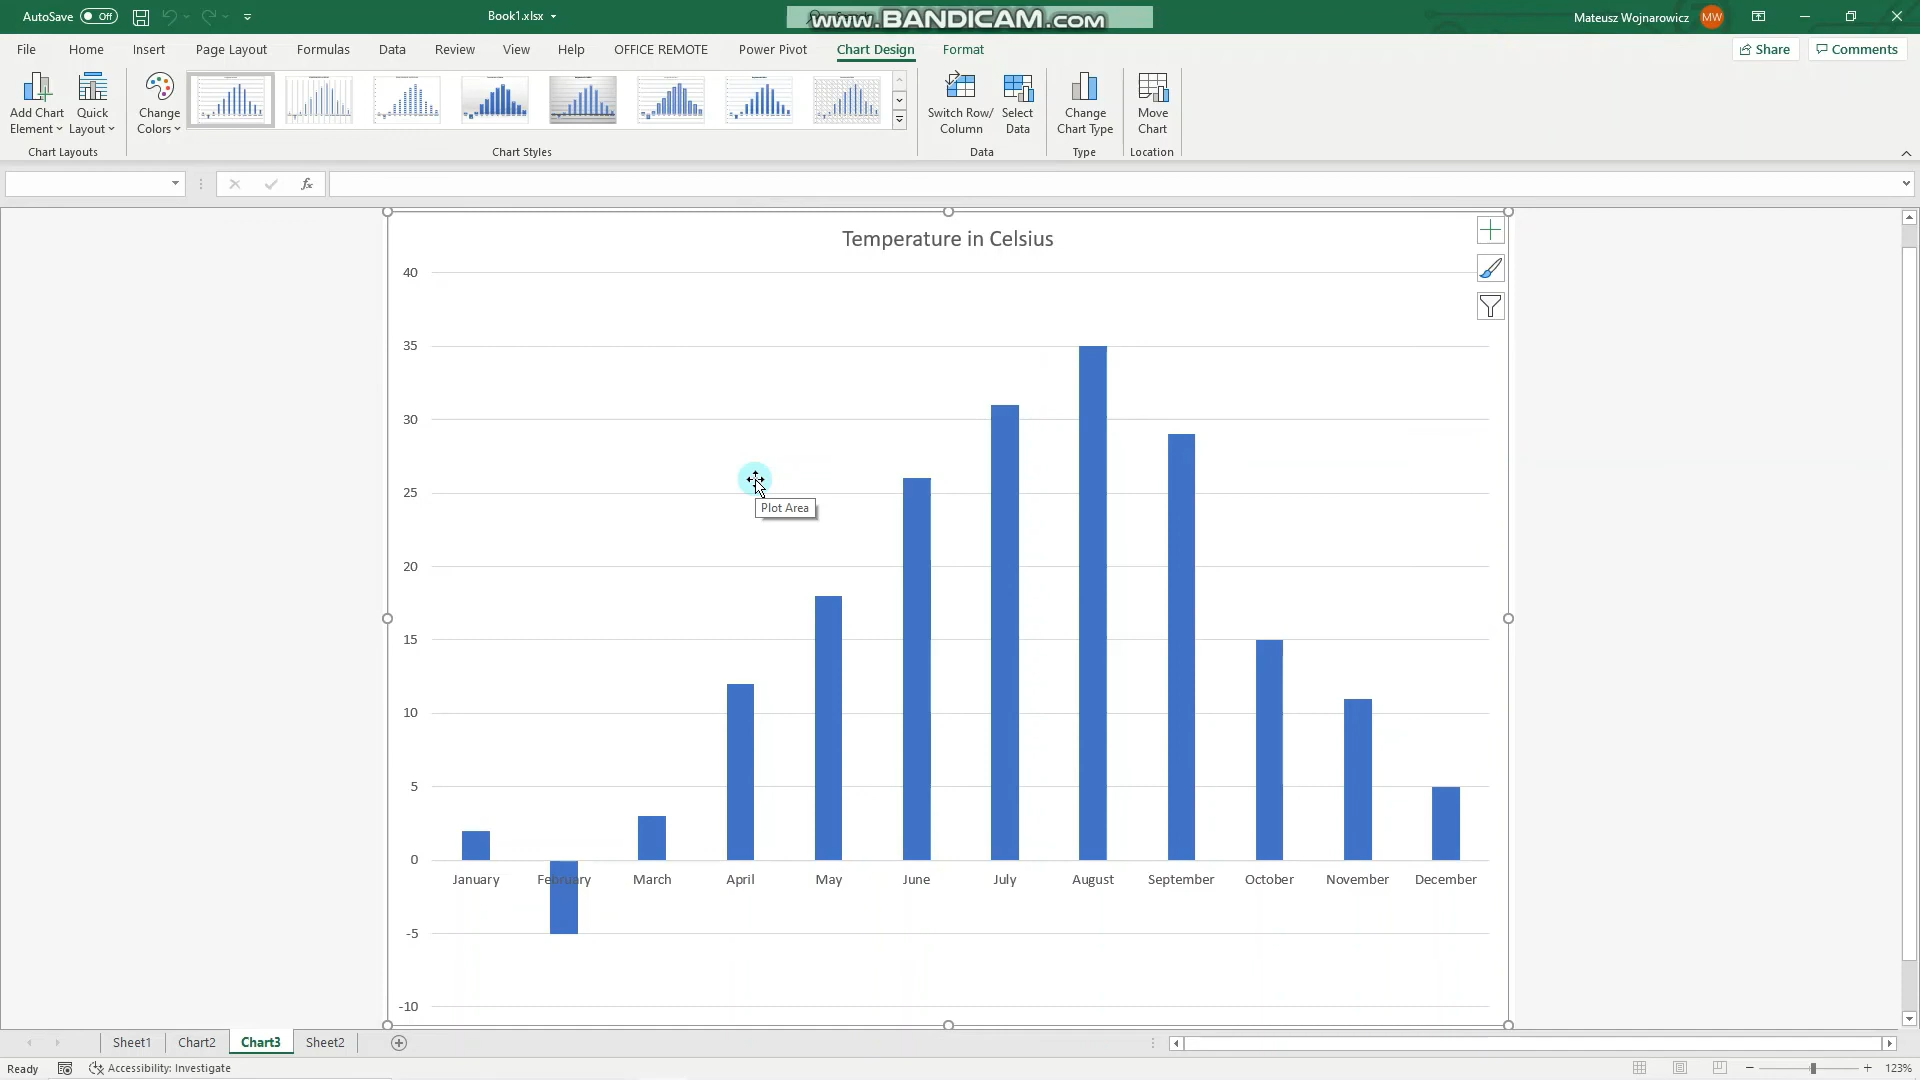 AutoSave Off
Book1.xlsx
www.BANDICAM.com
Mateusz Wojnarowicz MW
File Home Insert Page Layout Formulas Data Review View Help OFFICE REMOTE Power Pivot Chart Design Format Share Comments
Add Chart Element Quick Layout
Chart Layouts
Change Colors
Chart Styles
Switch Row/ Column Select Data
Data
Change Chart Type
Type
Move Chart
Location
fx
Temperature in Celsius
40
35
30
25
Plot Area
20
15
10
5
0
January February March April May June July August September October November December
-5
-10
Sheet1 Chart2 Chart3 Sheet2
Ready Accessibility: Investigate 123%